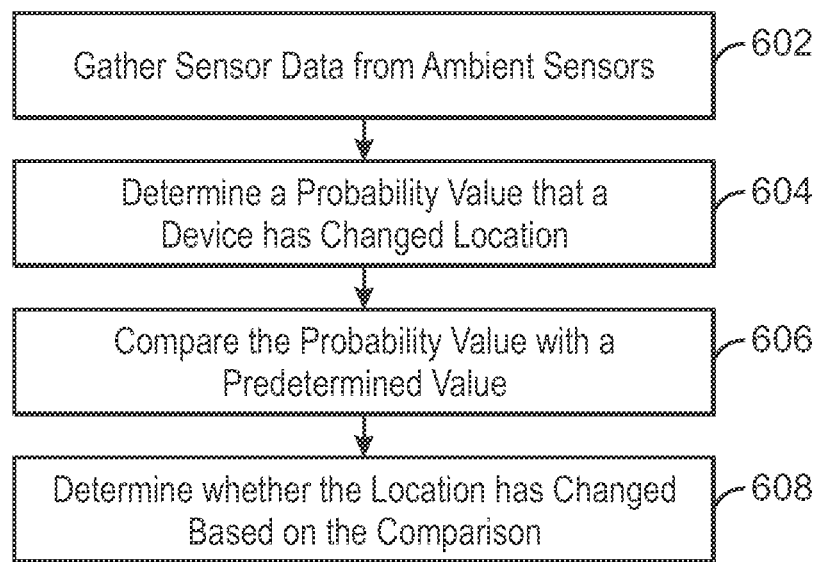 Gather Sensor Data from Ambient Sensors
602
Determine a Probability Value that a
Device has Changed Location
604
Compare the Probability Value with a
Predetermined Value
606
Determine whether the Location has Changed
Based on the Comparison
608